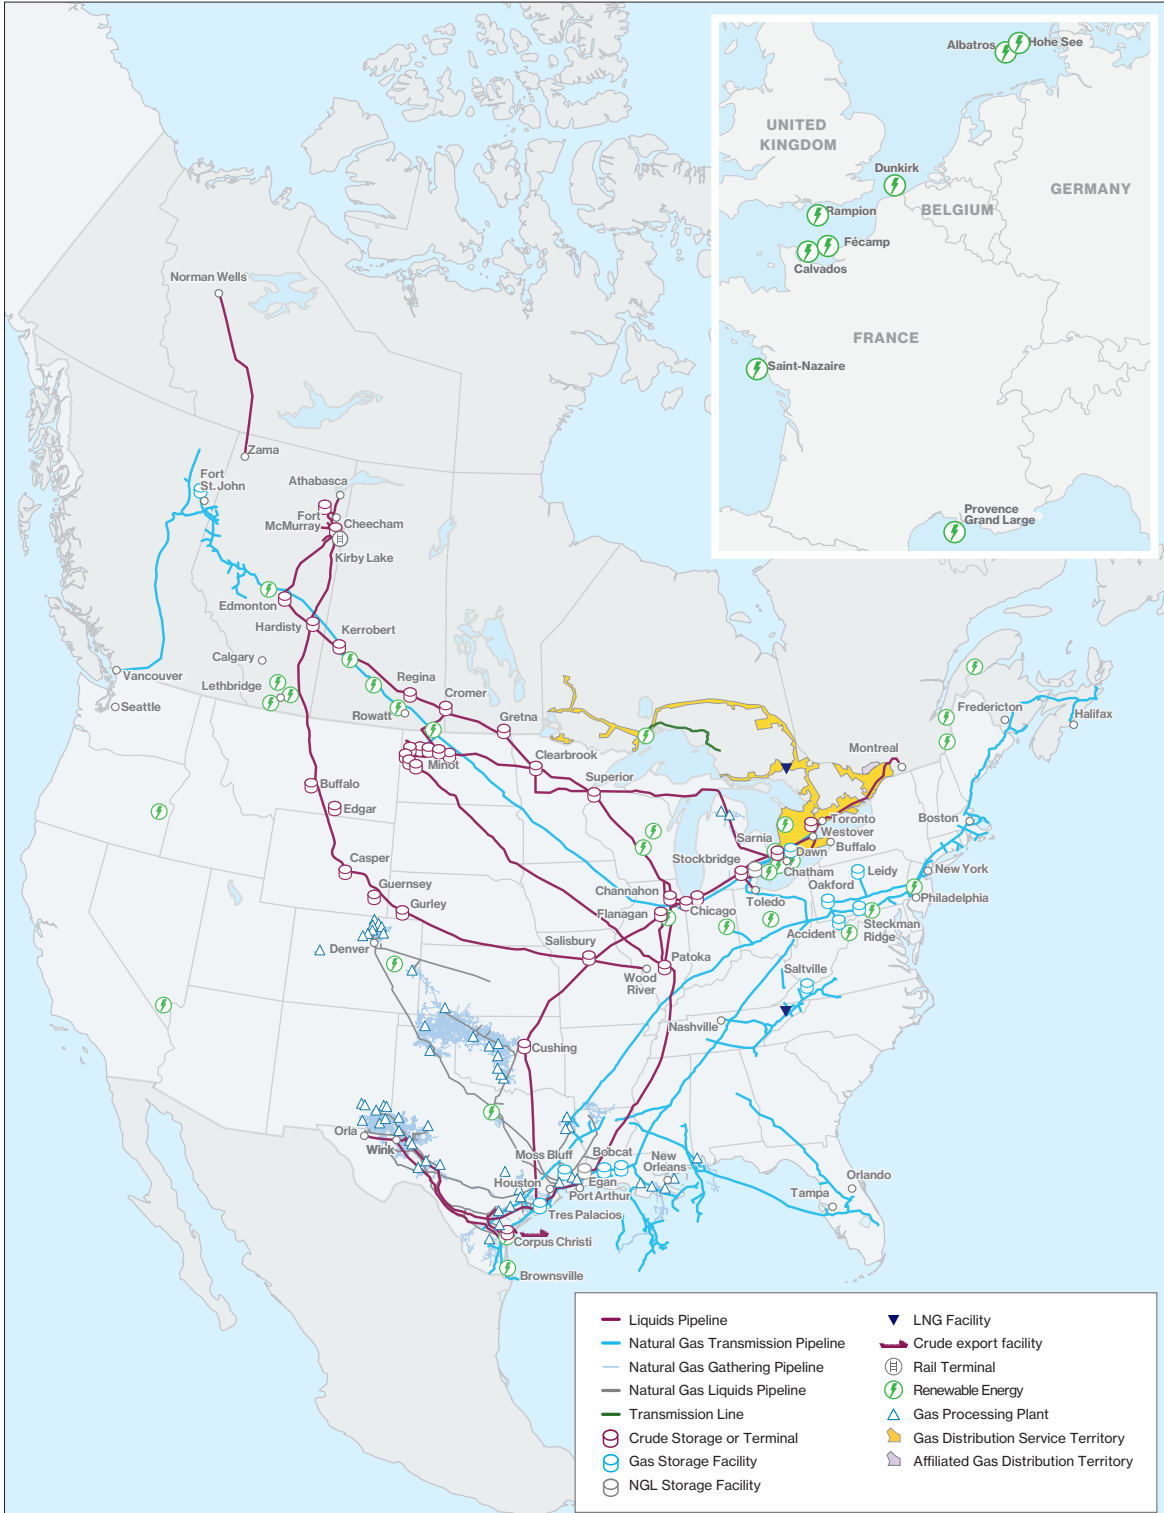 Albatros
Hohe See
UNITED
KINGDOM
Dunkirk
GERMANY
BELGIUM
Rampion
Fécamp
Calvados
FRANCE
Saint-Nazaire
Provence
Grand Large
Norman Wells
Zama
Fort
St. John
Athabasca
Fort
McMurray
Cheecham
Kirby Lake
Edmonton
Hardisty
Kerrobert
Calgary
Vancouver
Lethbridge
Regina
Cromer
Seattle
Rowatt
Gretna
Fredericton
Halifax
Clearbrook
Montreal
Minot
Superior
Buffalo
Edgar
Toronto
Westover
Boston
Sarnia
Buffalo
Dawn
Stockbridge
Casper
Chatham
Leidy
New York
Guernsey
Channahon
Oakford
Toledo
Philadelphia
Gurley
Flanagan
Chicago
Steckman
Ridge
Accident
Denver
Salisbury
Patoka
Wood
River
Saltville
Nashville
Cushing
Orla
Wink
Moss Bluff
Bobcat
New
Orleans
Houston
Egan
Port Arthur
Orlando
Tampa
Tres Palacios
Corpus Christi
Brownsville
Liquids Pipeline
Natural Gas Transmission Pipeline
Natural Gas Gathering Pipeline
Natural Gas Liquids Pipeline
Transmission Line
Crude Storage or Terminal
Gas Storage Facility
NGL Storage Facility
LNG Facility
Crude export facility
Rail Terminal
Renewable Energy
Gas Processing Plant
Gas Distribution Service Territory
Affiliated Gas Distribution Territory